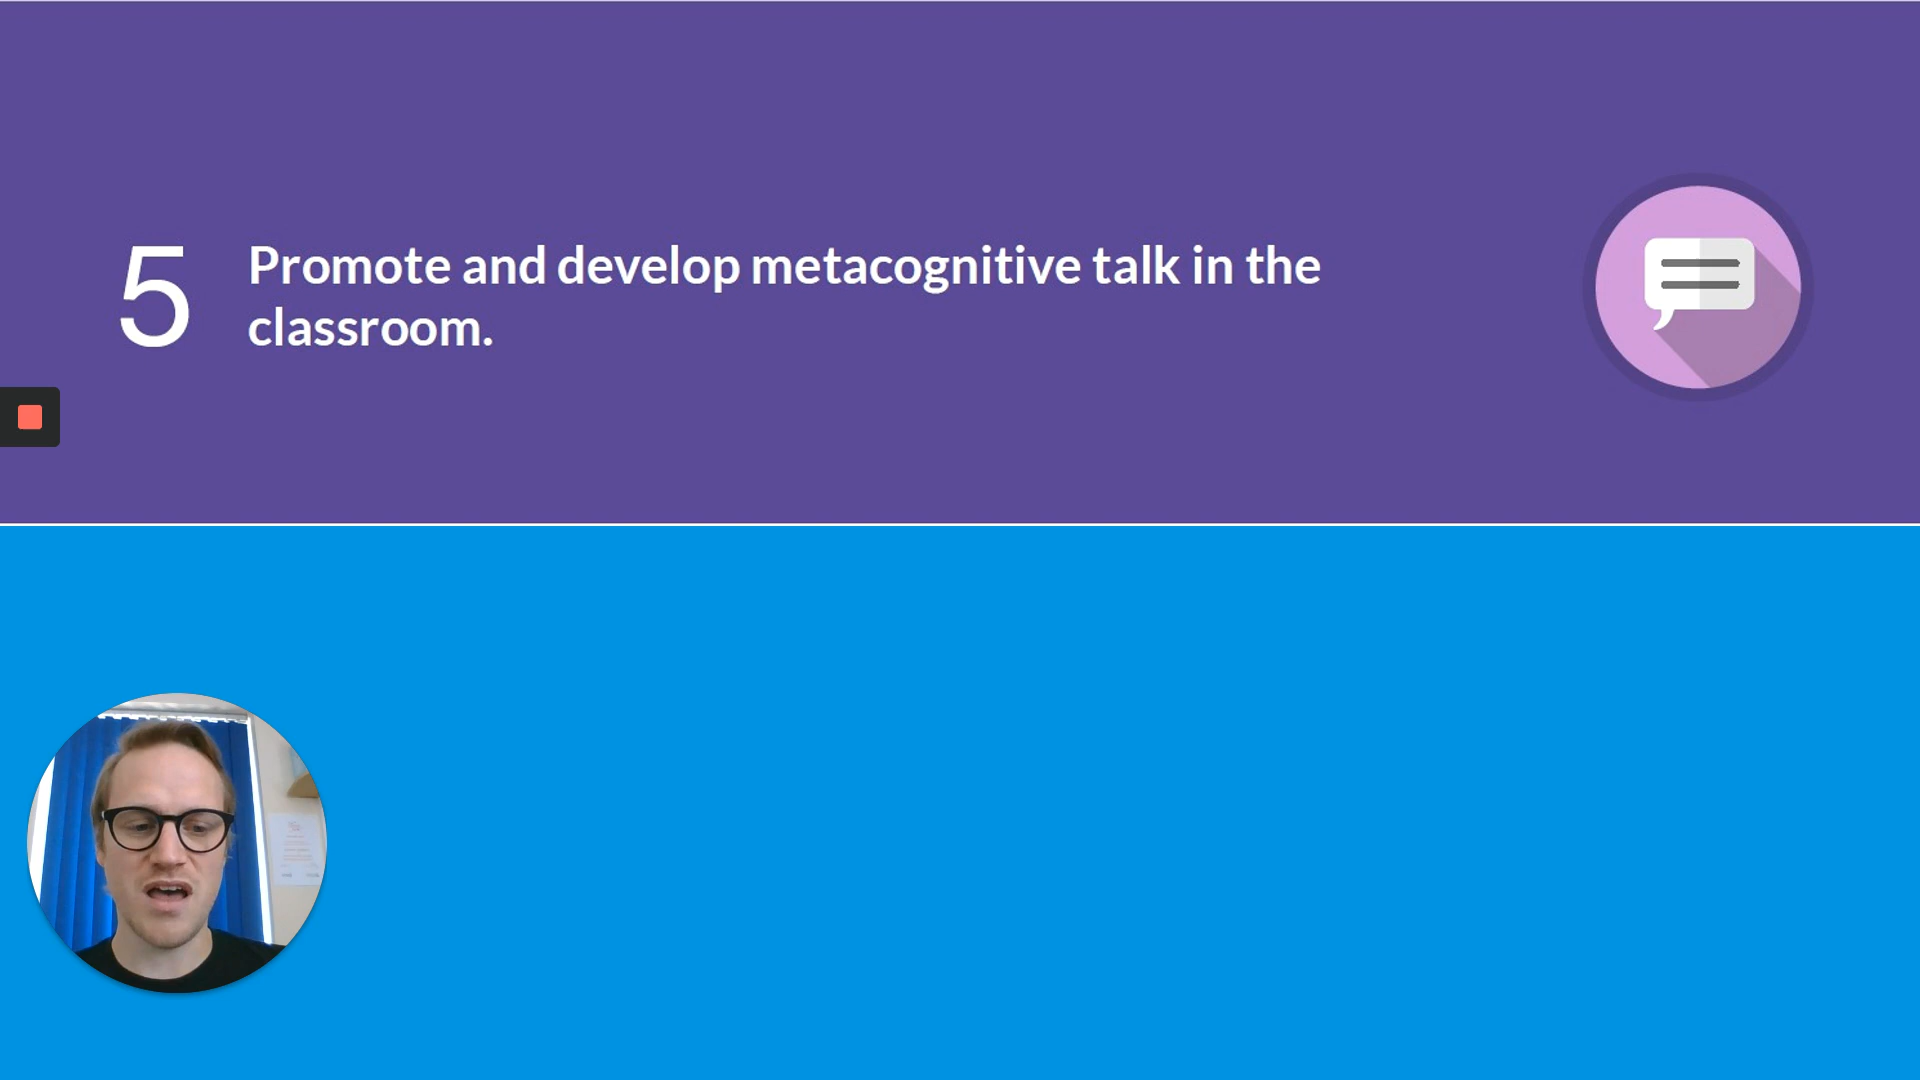 5
Promote and develop metacognitive talk in the
classroom.